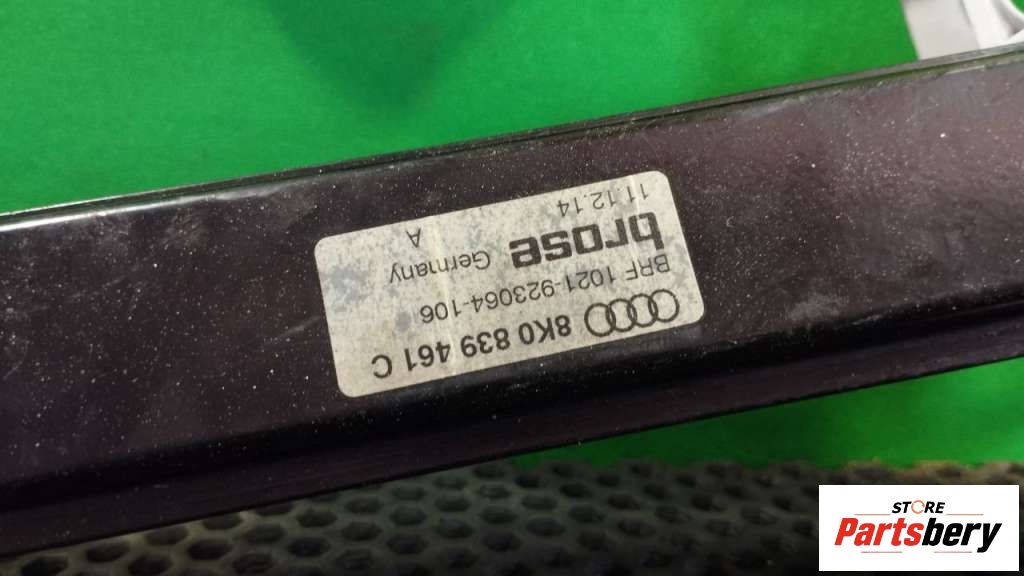 8K0 839 461 C
BRF 1021-923064-106
brose Germany
11.12.14 A
STORE
Partsbery